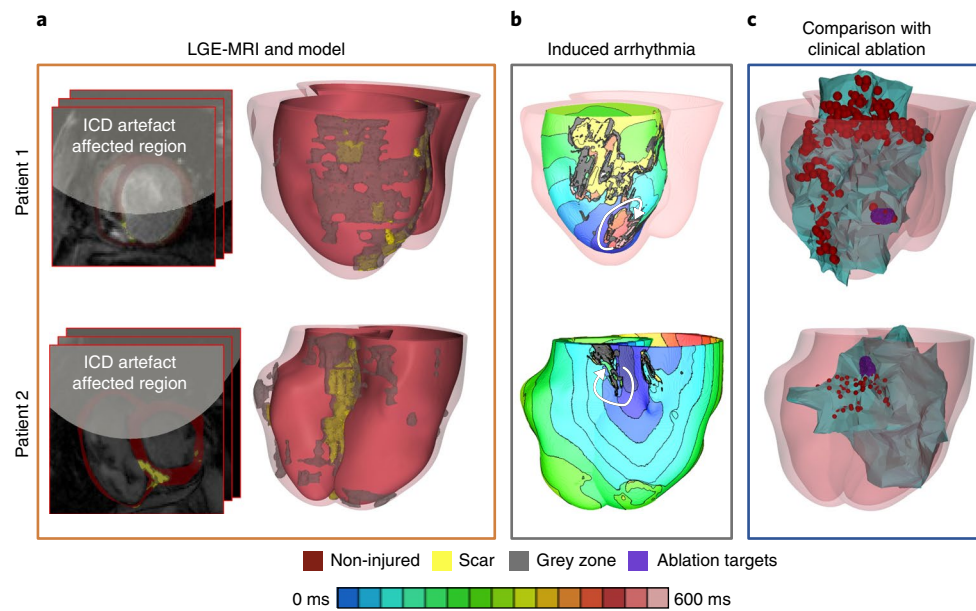 a
LGE-MRI and model
b
Induced arrhythmia
c
Comparison with
clinical ablation
Patient 1
ICD artefact
affected region
Patient 2
ICD artefact
affected region
Non-injured
Scar
Grey zone
Ablation targets
0 ms
600 ms